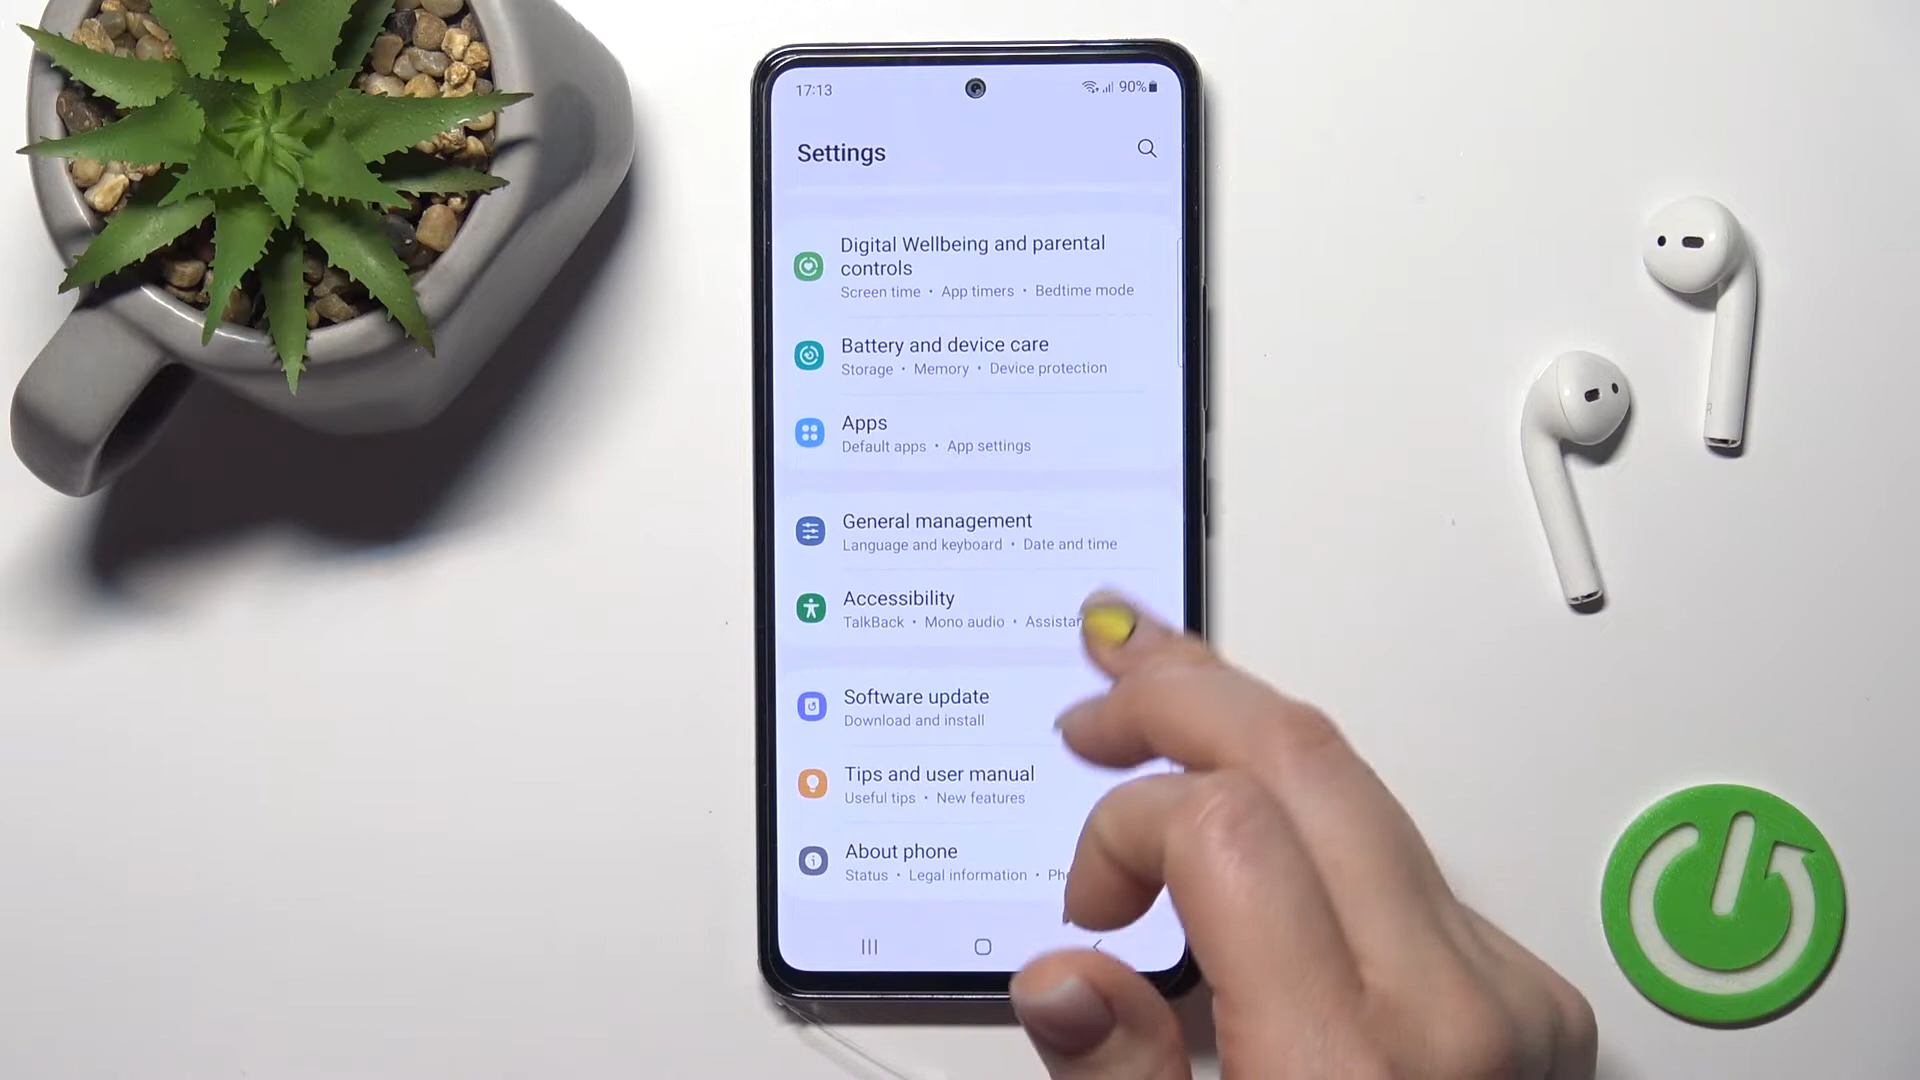 17:13
90%
Settings
Digital Wellbeing and parental
controls
Screen time • App timers • Bedtime mode
Battery and device care
Storage • Memory • Device protection
Apps
Default apps • App settings
General management
Language and keyboard • Date and time
Accessibility
TalkBack • Mono audio •
Software update
Download and install
Tips and user manual
Useful tips • New features
About phone
Status • Legal information •
R